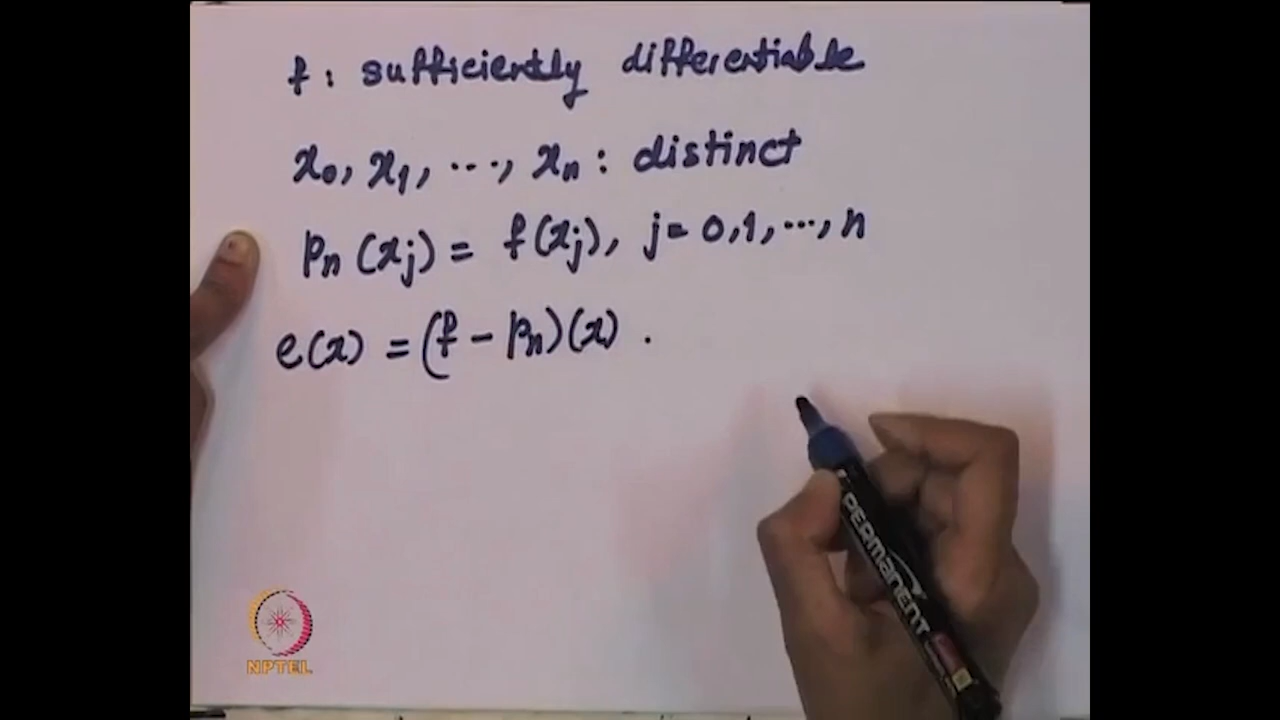 f : sufficiently differentiable
x₀, x₁, ..., xₙ : distinct
pₙ(xⱼ) = f(xⱼ), j = 0,1,...,n
e(x) = (f - pₙ)(x) .
PERMANENT
NPTEL